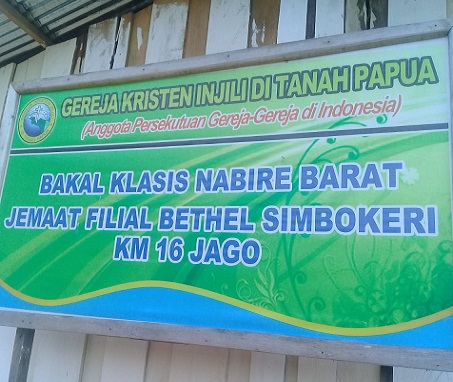 GEREJA KRISTEN INJILI DI TANAH PAPUA
(Anggota Persekutuan Gereja-Gereja di Indonesia)
BAKAL KLASIS NABIRE BARAT
JEMAAT FILIAL BETHEL SIMBOKERI
KM 16 JAGO